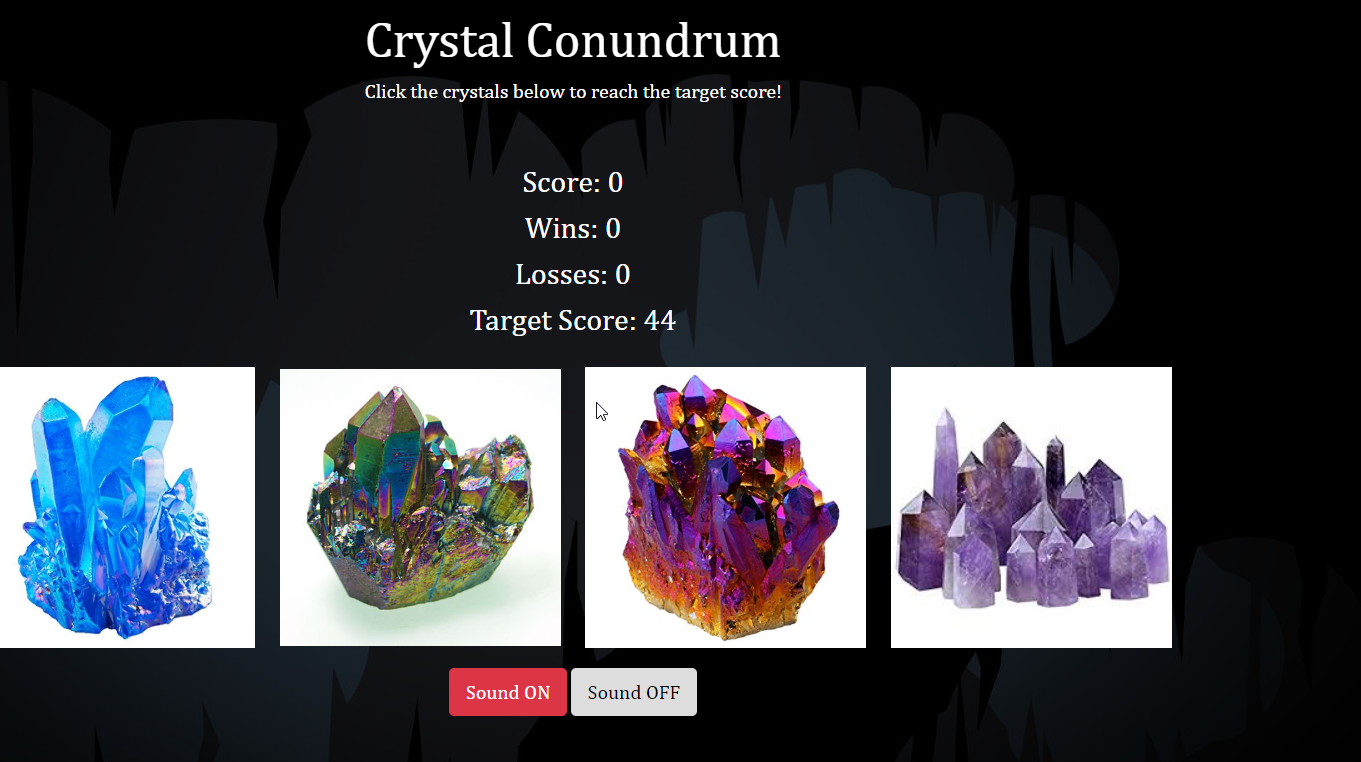 Crystal Conundrum
Click the crystals below to reach the target score!
Score: 0
Wins: 0
Losses: 0
Target Score: 44
Sound ON
Sound OFF